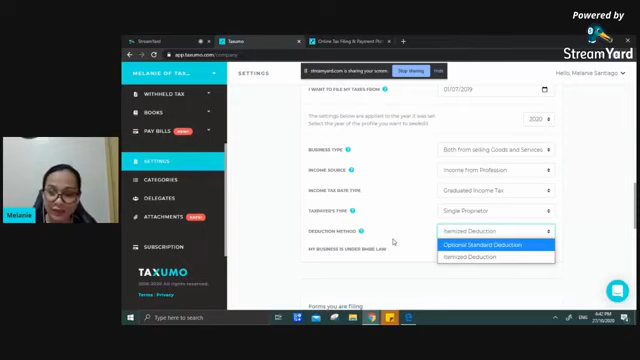 Powered by
StreamYard
StreamYard
Taxumo
Online Tax Filing & Payment Pl
app.taxumo.com/company
MELANIE OF TAX...
SETTINGS
streamyard.com is sharing your screen.
Stop sharing
Hide
Hello, Melanie Santiago
WITHHELD TAX
BOOKS
PAY BILLS
SETTINGS
CATEGORIES
DELEGATES
ATTACHMENTS
SUBSCRIPTION
TAXUMO
Terms · Privacy
I WANT TO FILE MY TAXES FROM
01/07/2019
The settings below are applied to the year it was set
Select the year of the profile you want to
2020
BUSINESS TYPE
Both from selling Goods and Services
INCOME SOURCE
Income from Profession
INCOME TAX RATE TYPE
Graduated Income Tax
TAXPAYER'S TYPE
Single Proprietor
DEDUCTION METHOD
Itemized Deduction
Optional Standard Deduction
Itemized Deduction
MY BUSINESS IS UNDER BMBE LAW
Forms you are filing
Melanie
Type here to search
4:42 PM
27/10/2020